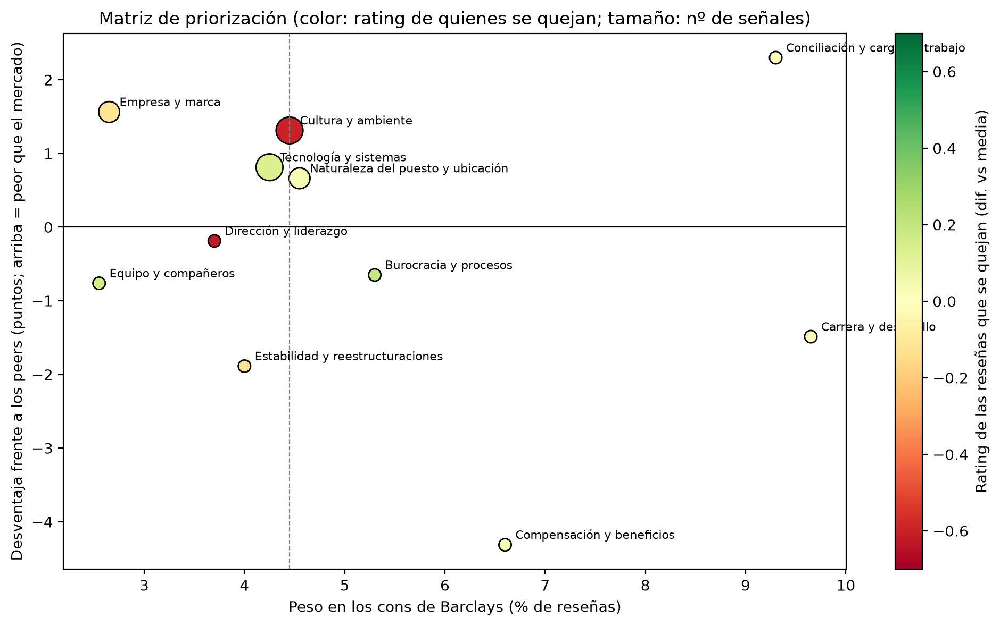 Matriz de priorización (color: rating de quienes se quejan; tamaño: nº de señales)
Desventaja frente a los peers (puntos; arriba = peor que el mercado)
2
1
0
−1
−2
−3
−4
Conciliación y carg trabajo
Empresa y marca
Cultura y ambiente
Tecnología y sistemas
Naturaleza del puesto y ubicación
Dirección y liderazgo
Burocracia y procesos
Equipo y compañeros
Carrera y des llo
Estabilidad y reestructuraciones
Compensación y beneficios
3 4 5 6 7 8 9 10
Peso en los cons de Barclays (% de reseñas)
0.6
0.4
0.2
0.0
−0.2
−0.4
−0.6
Rating de las reseñas que se quejan (dif. vs media)